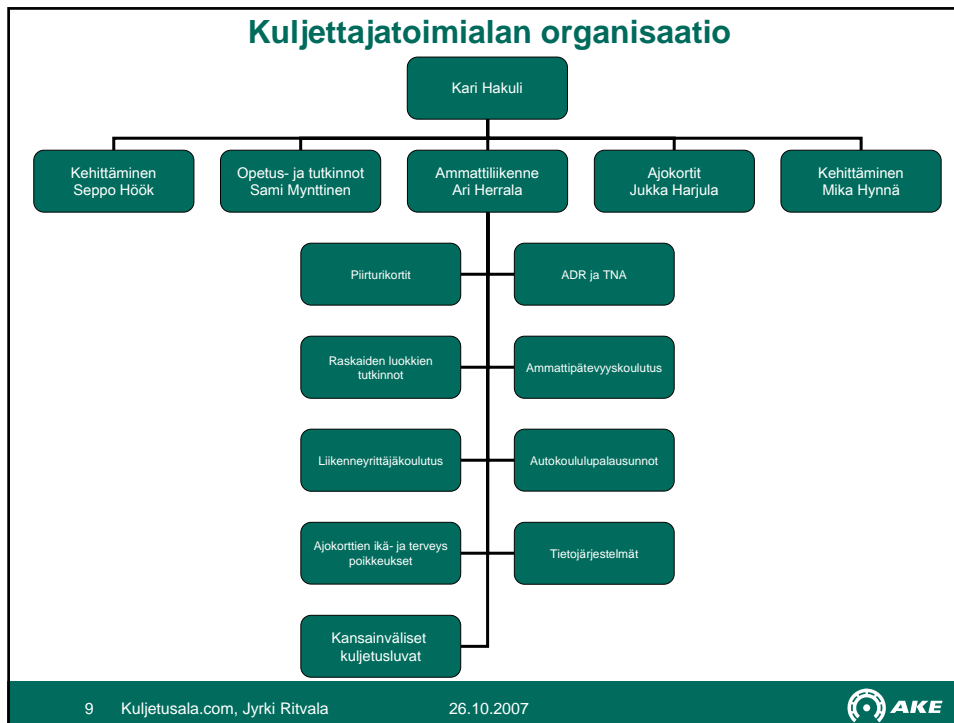 Kuljettajatoimialan organisaatio
Kari Hakuli
Kehittäminen
Seppo Höök
Opetus- ja tutkinnot
Sami Mynttinen
Ammattiliikenne
Ari Herrala
Ajokortit
Jukka Harjula
Kehittäminen
Mika Hynnä
Piirturikortit
ADR ja TNA
Raskaiden luokkien
tutkinnot
Ammattipätevyyskoulutus
Liikenneyrittäjäkoulutus
Autokoululupalausunnot
Ajokorttien ikä- ja terveys
poikkeukset
Tietojärjestelmät
Kansainväliset
kuljetusluvat
9 Kuljetusala.com, Jyrki Ritvala 26.10.2007
AKE